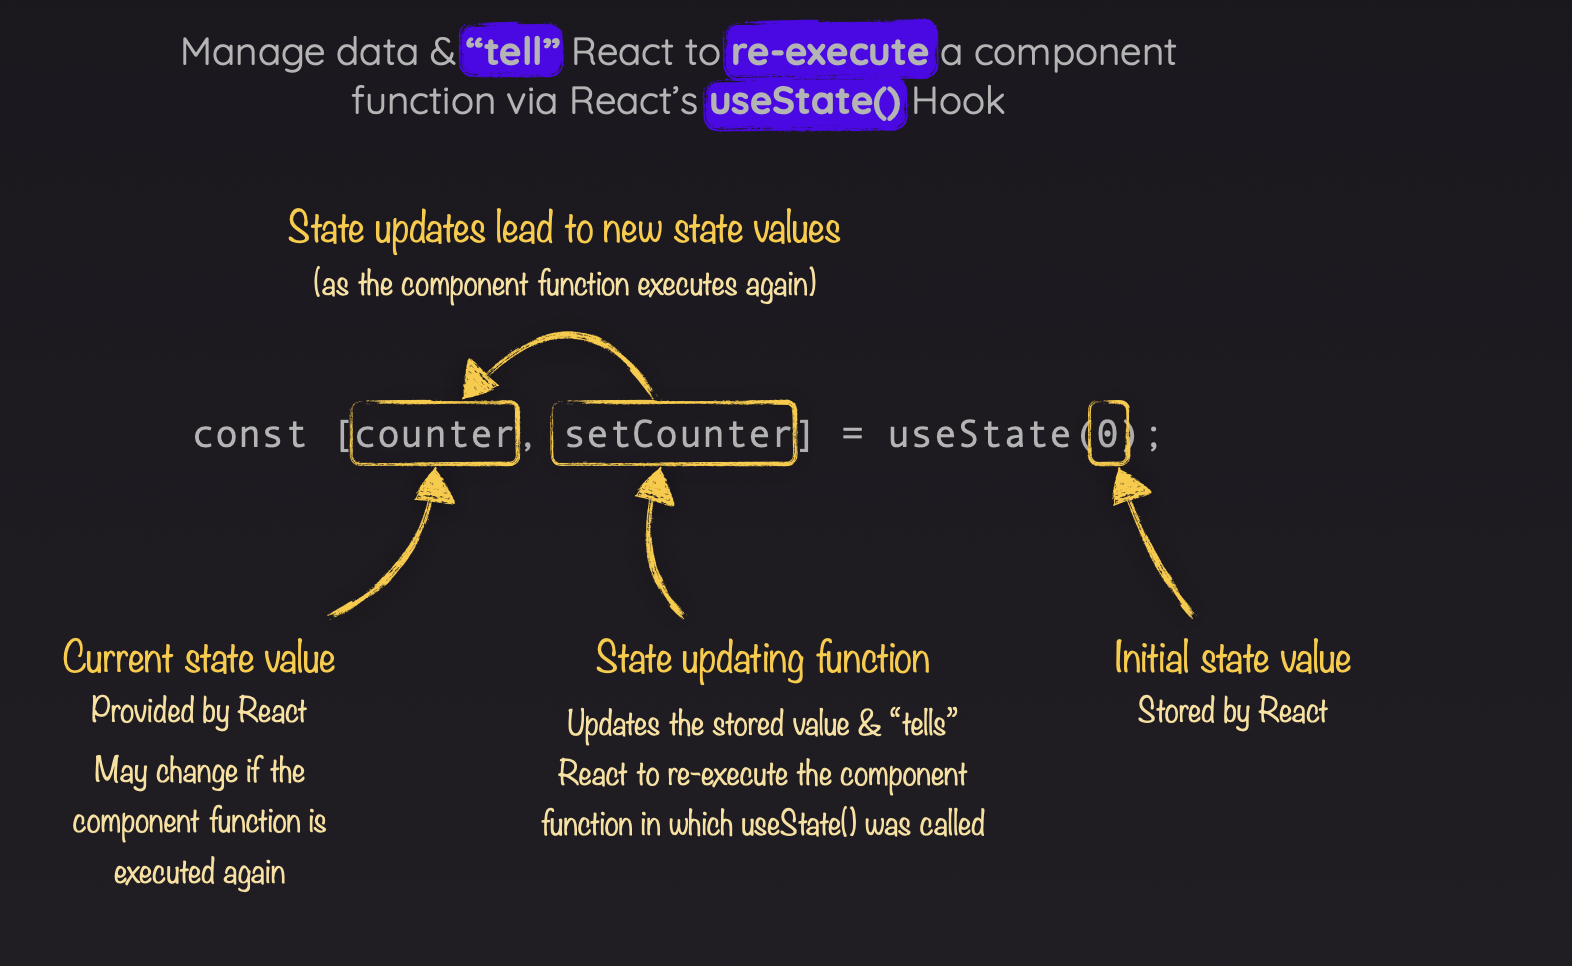 Manage data & “tell” React to re-execute a component
function via React’s useState() Hook
State updates lead to new state values
(as the component function executes again)
const [counter, setCounter] = useState(0);
Current state value
Provided by React
May change if the
component function is
executed again
State updating function
Updates the stored value & “tells”
React to re-execute the component
function in which useState() was called
Initial state value
Stored by React